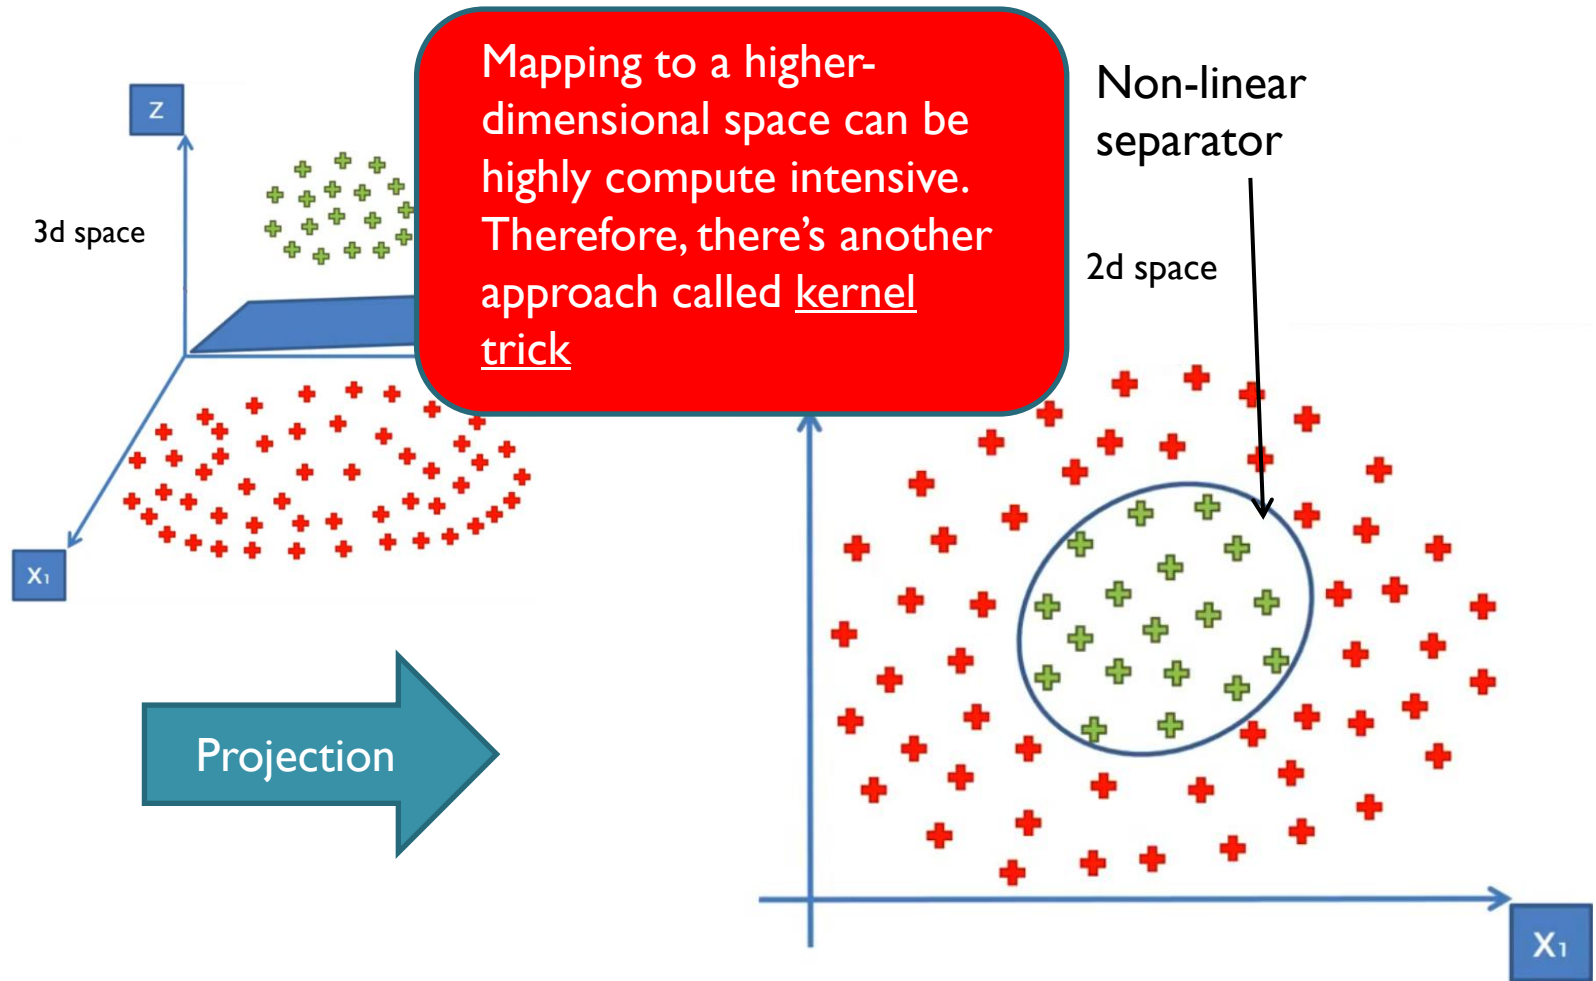 Z
3d space
X₁
Mapping to a higher-
dimensional space can be
highly compute intensive.
Therefore, there’s another
approach called kernel
trick
Non-linear
separator
2d space
Projection
X₁